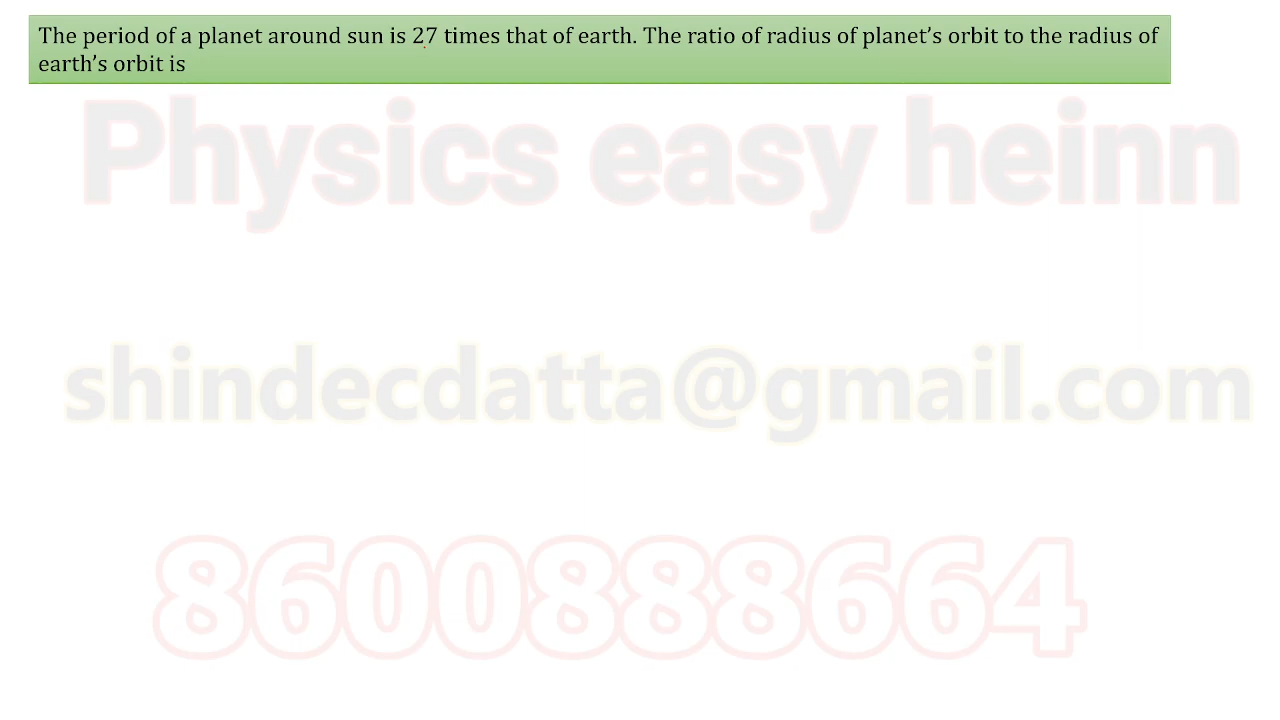 The period of a planet around sun is 27 times that of earth. The ratio of radius of planet’s orbit to the radius of
earth’s orbit is
Physics easy heinn
shindecdatta@gmail.com
8600888664